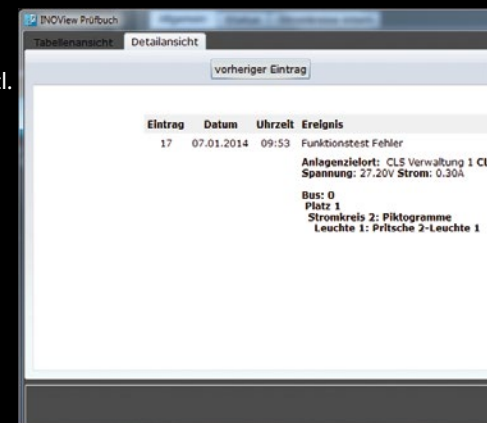 INOView Prüfbuch
Tabellenansicht Detailansicht
vorheriger Eintrag
Eintrag Datum Uhrzeit Ereignis
17 07.01.2014 09:53 Funktionstest Fehler
Anlagenzielort: CLS Verwaltung 1
Spannung: 27.20V Strom: 0.30A
Bus: 0
Platz 1
Stromkreis 2: Piktogramme
Leuchte 1: Pritsche 2-Leuchte 1